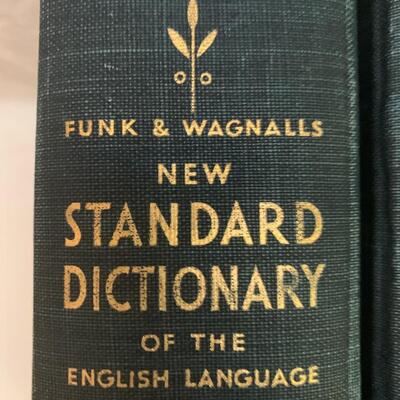 FUNK & WAGNALLS
NEW
STANDARD
DICTIONARY
OF THE
ENGLISH LANGUAGE